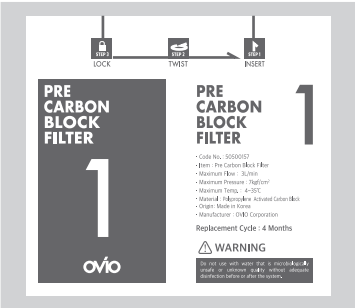 STEP 3
STEP 2
STEP 1
LOCK
TWIST
INSERT
PRE
CARBON
BLOCK
FILTER
1
OVIO
PRE
CARBON
BLOCK
FILTER
1
• Code No. : S0500157
• Item : Pre Carbon Block Filter
• Maximum Flow : 3L/min
• Maximum Pressure : 7kgf/cm²
• Maximum Temp. : 4~35℃
• Material : Polypropylene Activated Carbon Block
• Origin: Made in Korea
• Manufacturer : OVIO Corporation
Replacement Cycle : 4 Months
WARNING
Do not use with water that is microbiologically
unsafe or unknown quality without adequate
disinfection before or after the system.